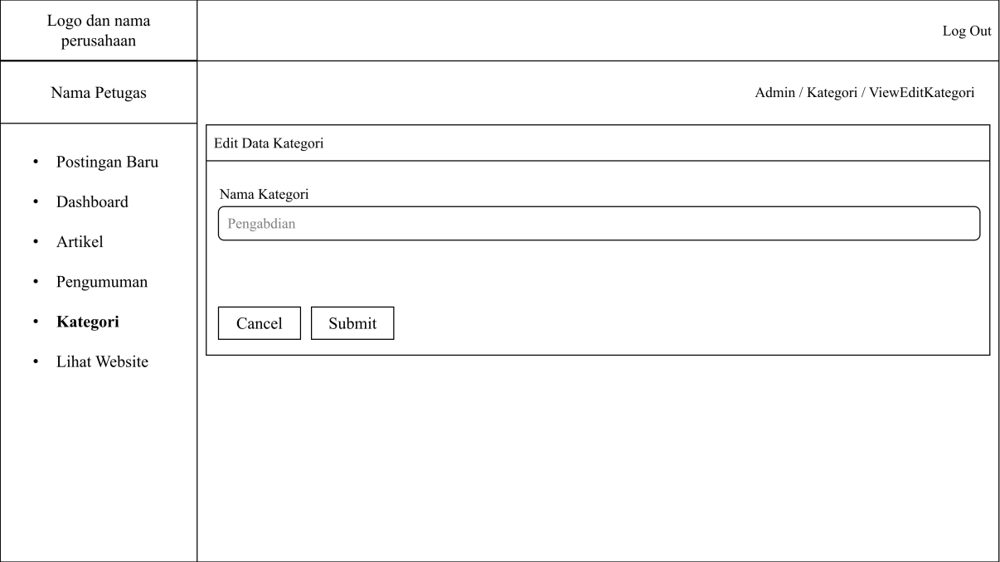 Logo dan nama
perusahaan
Log Out
Nama Petugas
Admin / Kategori / ViewEditKategori
• Postingan Baru
• Dashboard
• Artikel
• Pengumuman
• Kategori
• Lihat Website
Edit Data Kategori
Nama Kategori
Pengabdian
Cancel
Submit